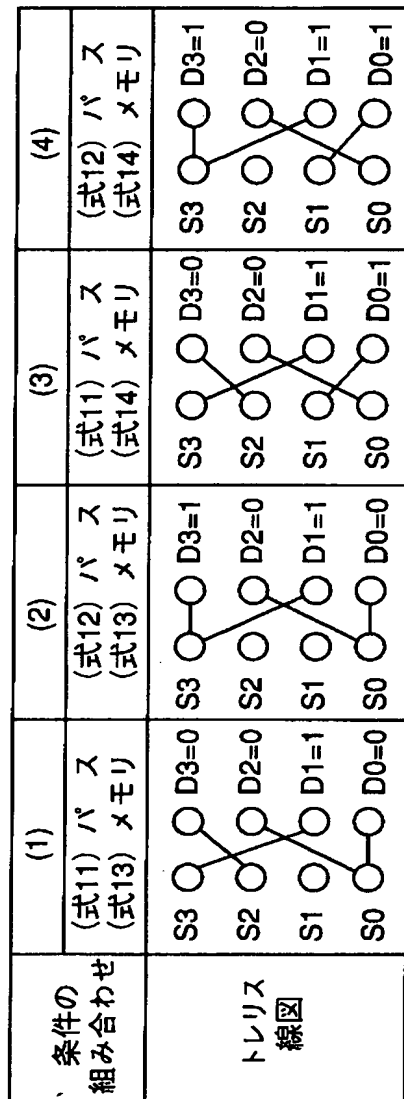 条件の
組み合わせ
(1)
(2)
(3)
(4)
(式11) パス
(式13) メモリ
(式12) パス
(式13) メモリ
(式11) パス
(式14) メモリ
(式12) パス
(式14) メモリ
トレリス
線図
S3 D3=0
S2 D2=0
S1 D1=1
S0 D0=0
S3 D3=1
S2 D2=0
S1 D1=1
S0 D0=0
S3 D3=0
S2 D2=0
S1 D1=1
S0 D0=1
S3 D3=1
S2 D2=0
S1 D1=1
S0 D0=1